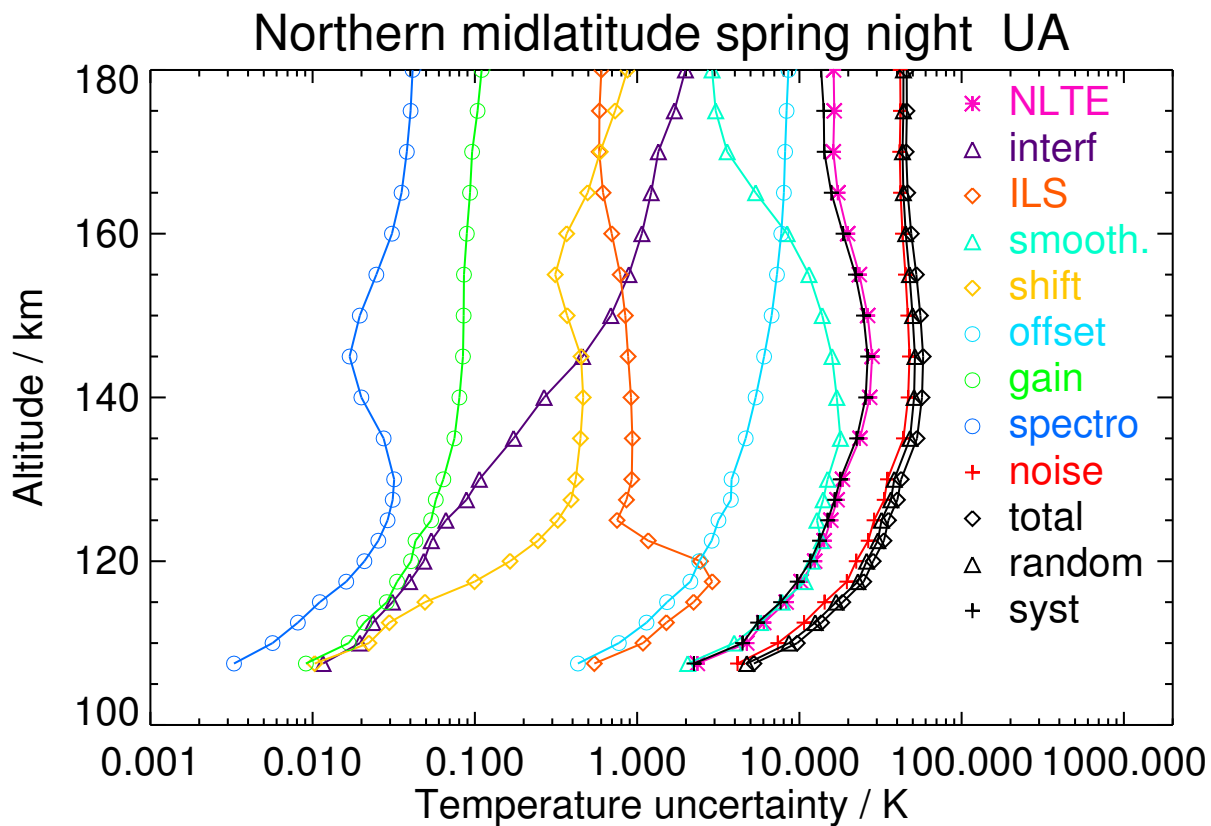 Northern midlatitude spring night UA
180
160
140
120
100
Altitude / km
NLTE
interf
ILS
smooth.
shift
offset
gain
spectro
noise
total
random
syst
0.001 0.010 0.100 1.000 10.000 100.000 1000.000
Temperature uncertainty / K